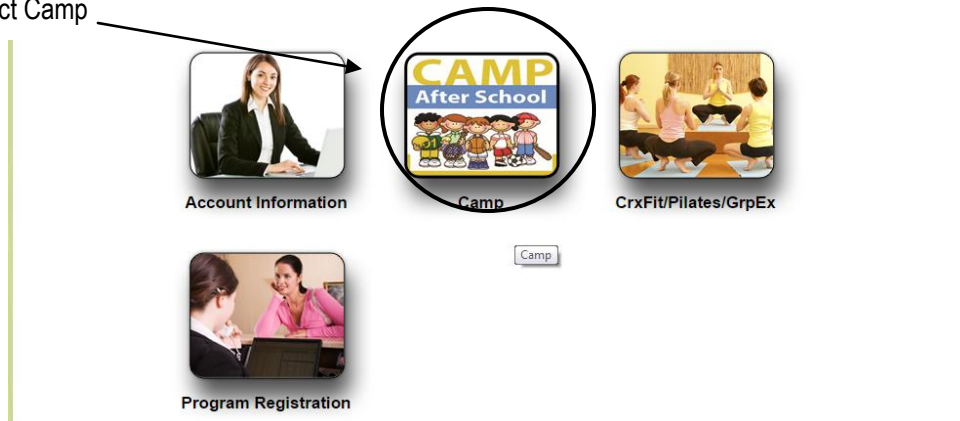 ct Camp
CAMP
After School
Account Information
Camp
CrxFit/Pilates/GrpEx
Camp
Program Registration